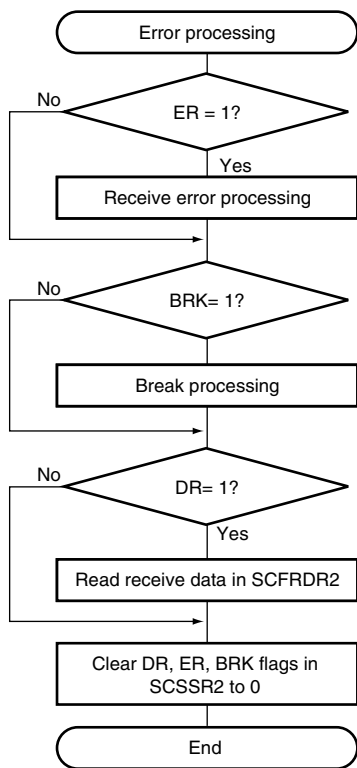 Error processing
No
ER = 1?
Yes
Receive error processing
No
BRK= 1?
Break processing
No
DR= 1?
Yes
Read receive data in SCFRDR2
Clear DR, ER, BRK flags in
SCSSR2 to 0
End